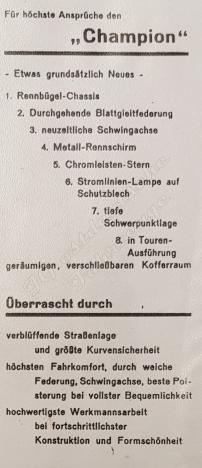 Für höchste Ansprüche den
„Champion“
- Etwas grundsätzlich Neues -
1. Rennbügel-Chassis
2. Durchgehende Blattgleitfederung
3. neuzeitliche Schwingachse
4. Metall-Rennschirm
5. Chromleisten-Stern
6. Stromlinien-Lampe auf
Schutzblech
7. tiefe
Schwerpunktlage
8. in Touren-
Ausführung
geräumigen, verschließbaren Kofferraum
Überrascht durch
verblüffende Straßenlage
und größte Kurvensicherheit
höchsten Fahrkomfort, durch weiche
Federung, Schwingachse, beste Pol-
sterung bei vollster Bequemlichkeit
hochwertigste Werkmannsarbeit
bei fortschrittlichster
Konstruktion und Formschönheit